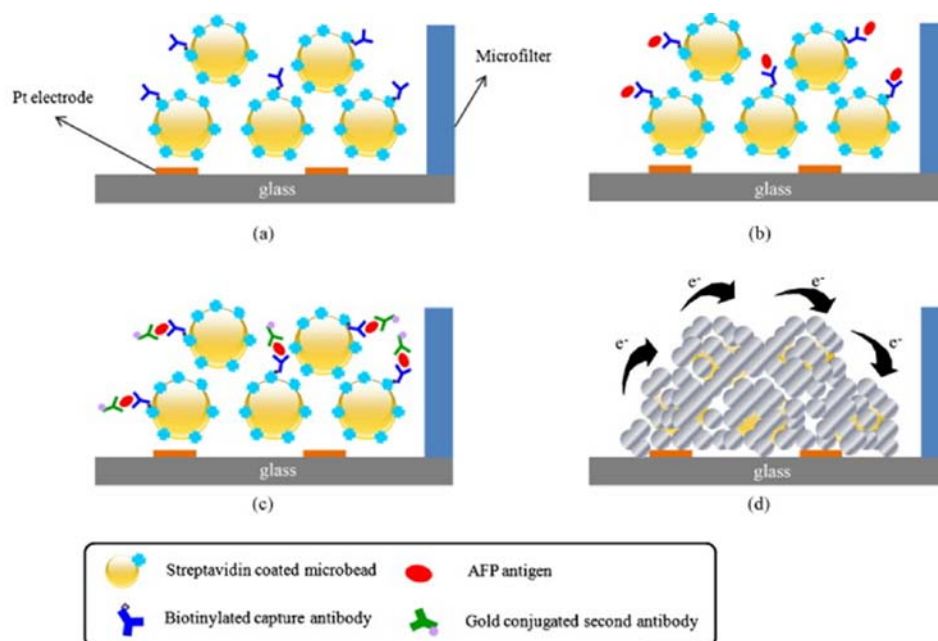 Pt electrode
Microfilter
glass
(a)
glass
(b)
glass
(c)
e-
e-
e-
e-
glass
(d)
Streptavidin coated microbead
AFP antigen
Biotinylated capture antibody
Gold conjugated second antibody